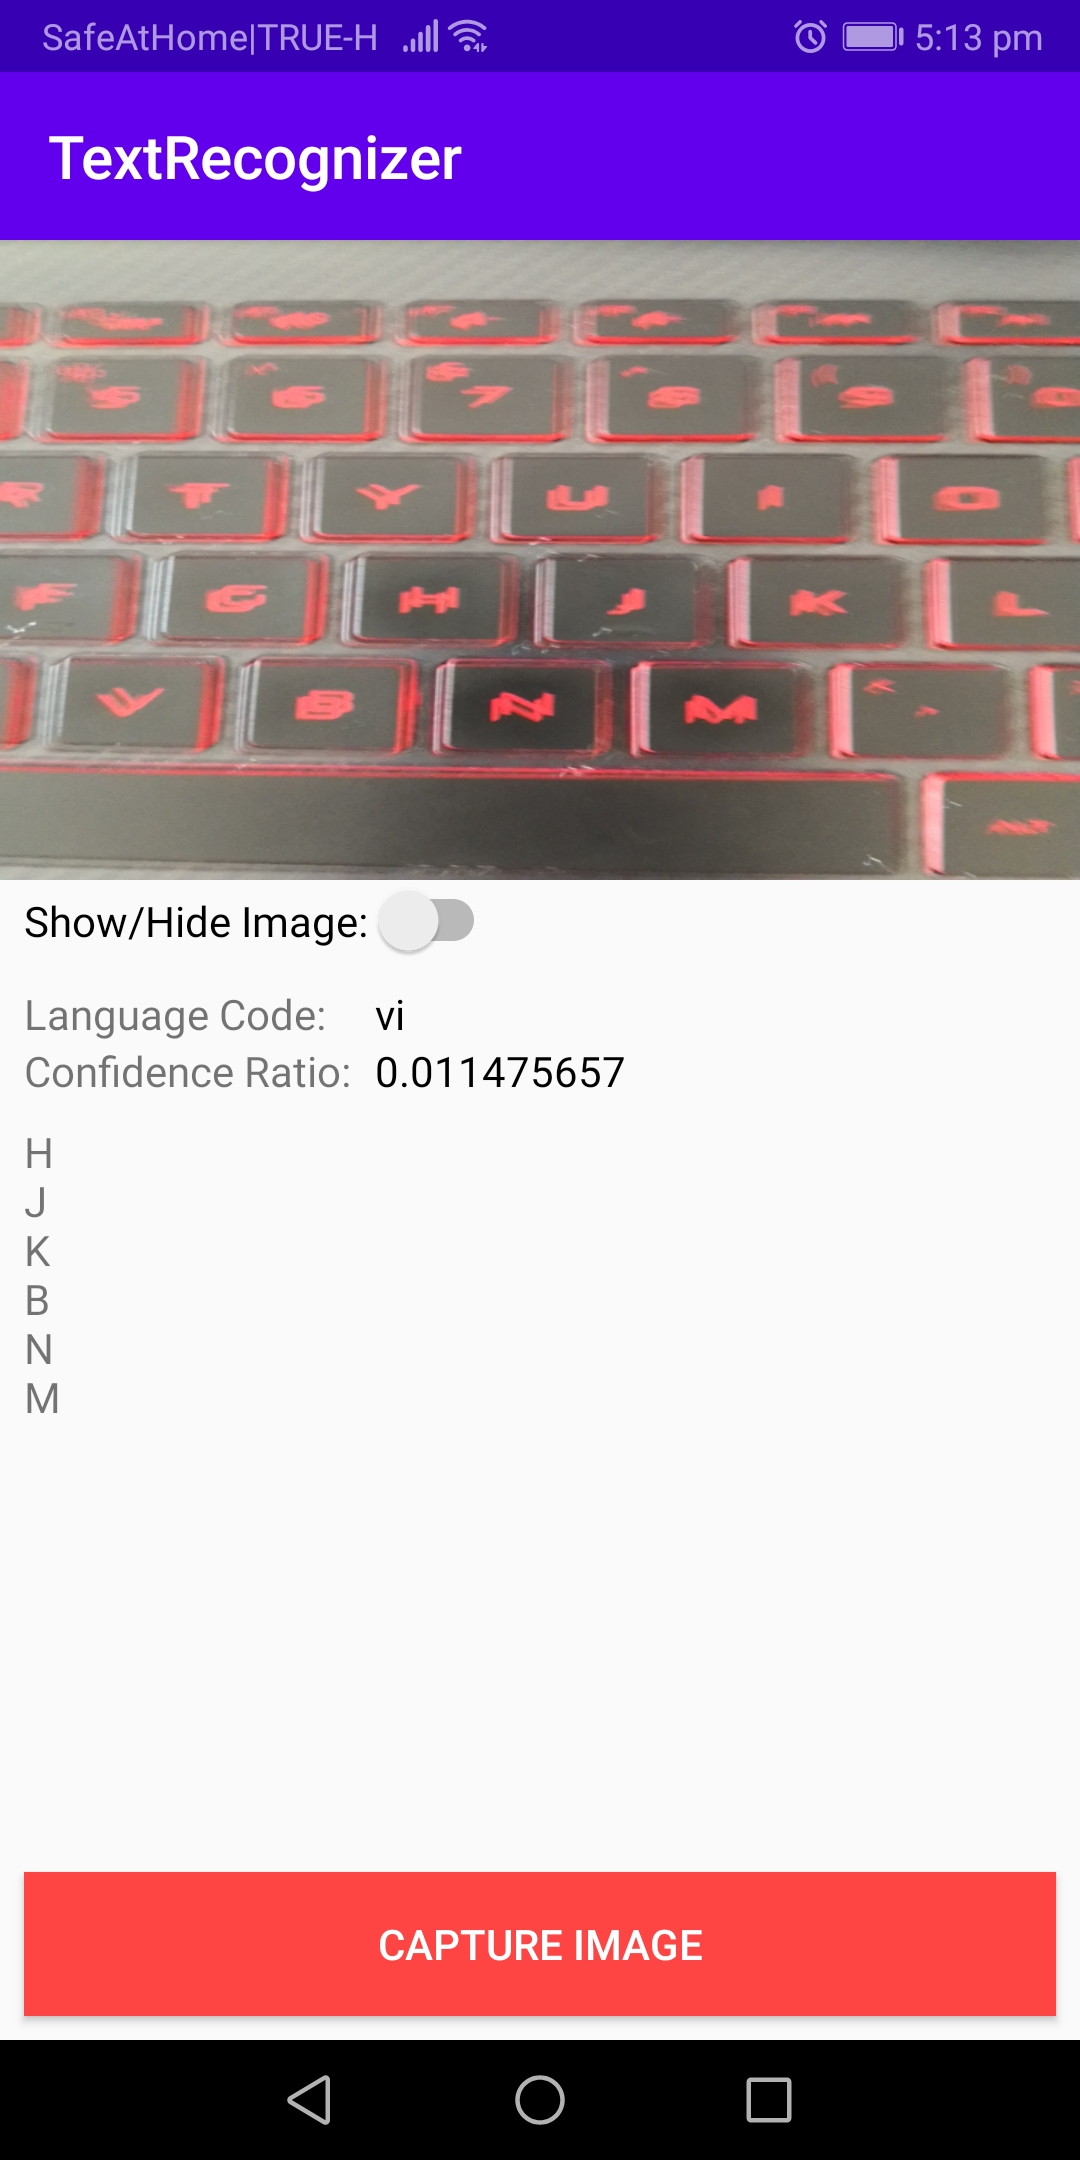 SafeAtHome|TRUE-H 5:13 pm
TextRecognizer
5 6 7 8 9
R T Y U I O
F G H J K L
V B N M
Show/Hide Image:
Language Code: vi
Confidence Ratio: 0.011475657
H
J
K
B
N
M
CAPTURE IMAGE